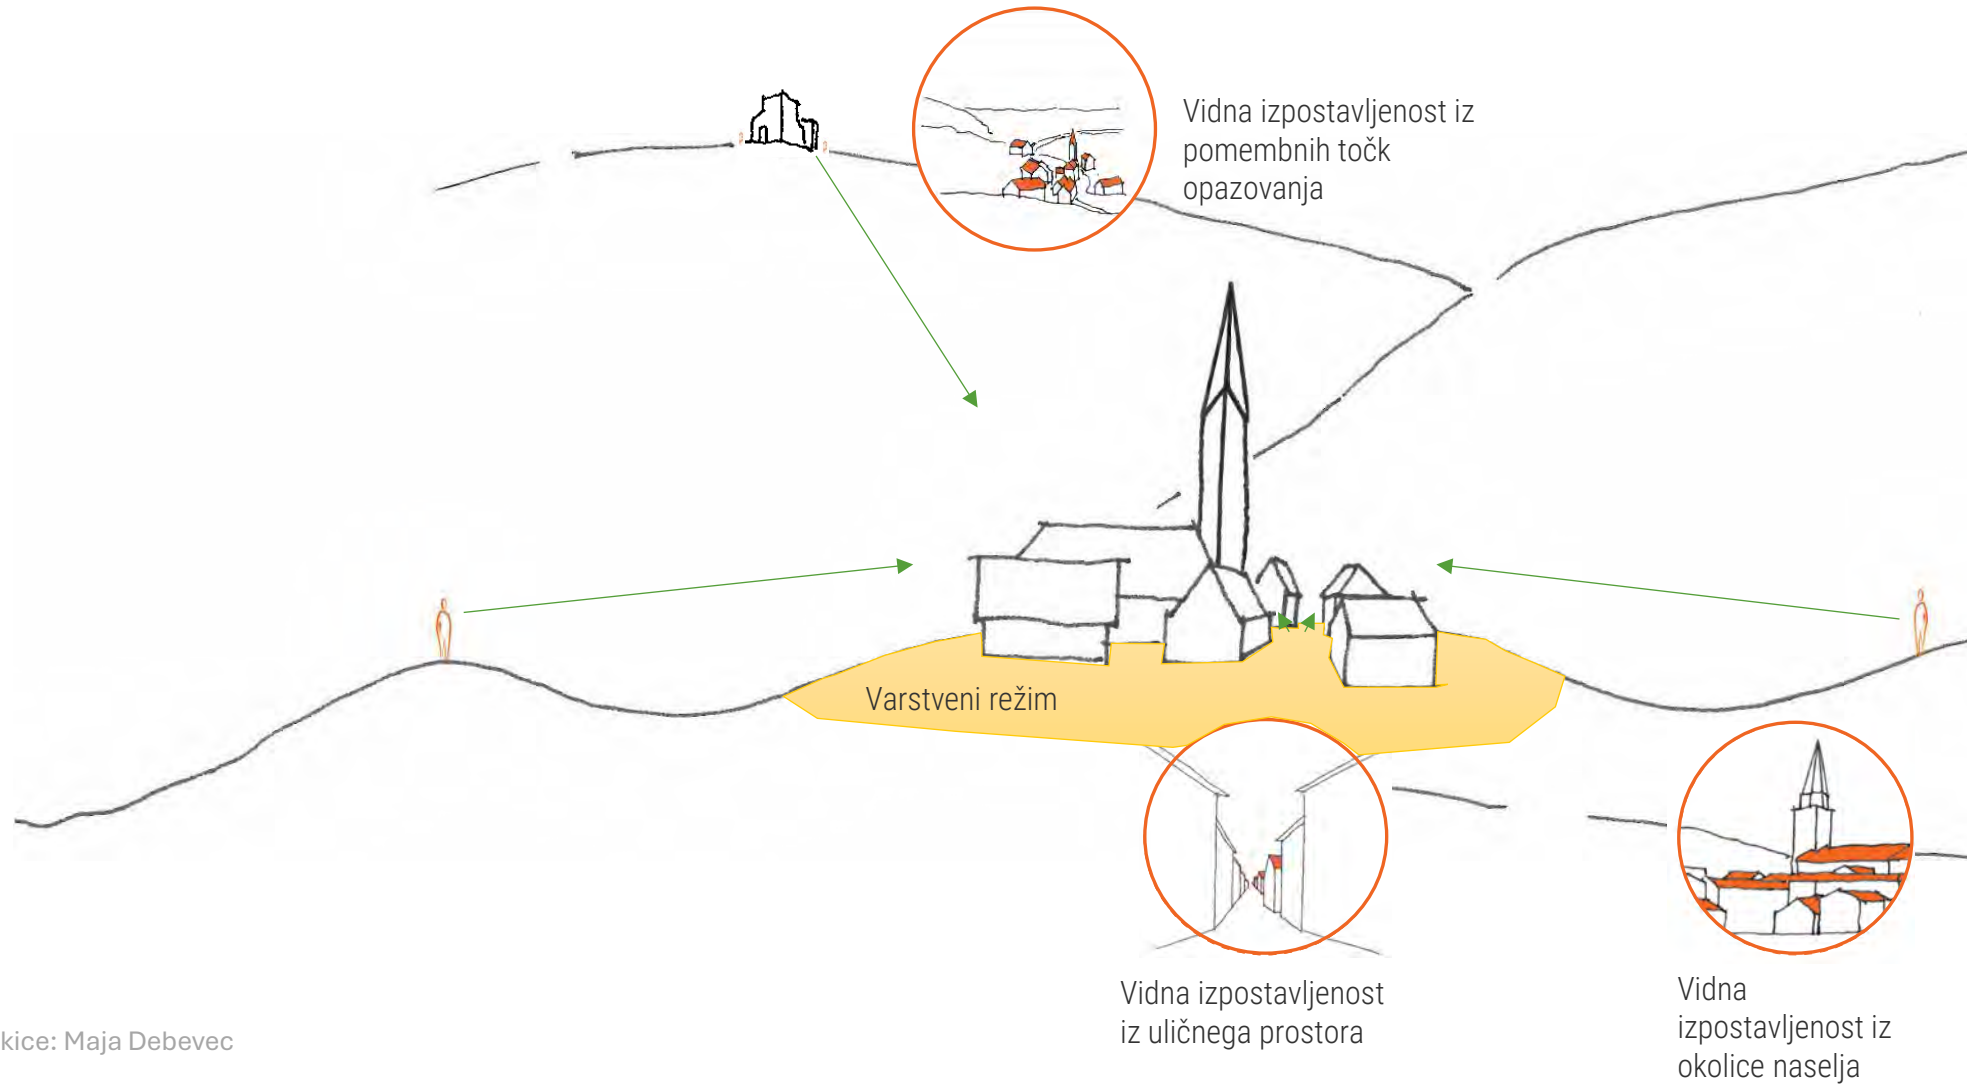 Vidna izpostavljenost iz
pomembnih točk
opazovanja
Varstveni režim
Vidna izpostavljenost
iz uličnega prostora
Vidna
izpostavljenost iz
okolice naselja
kice: Maja Debevec